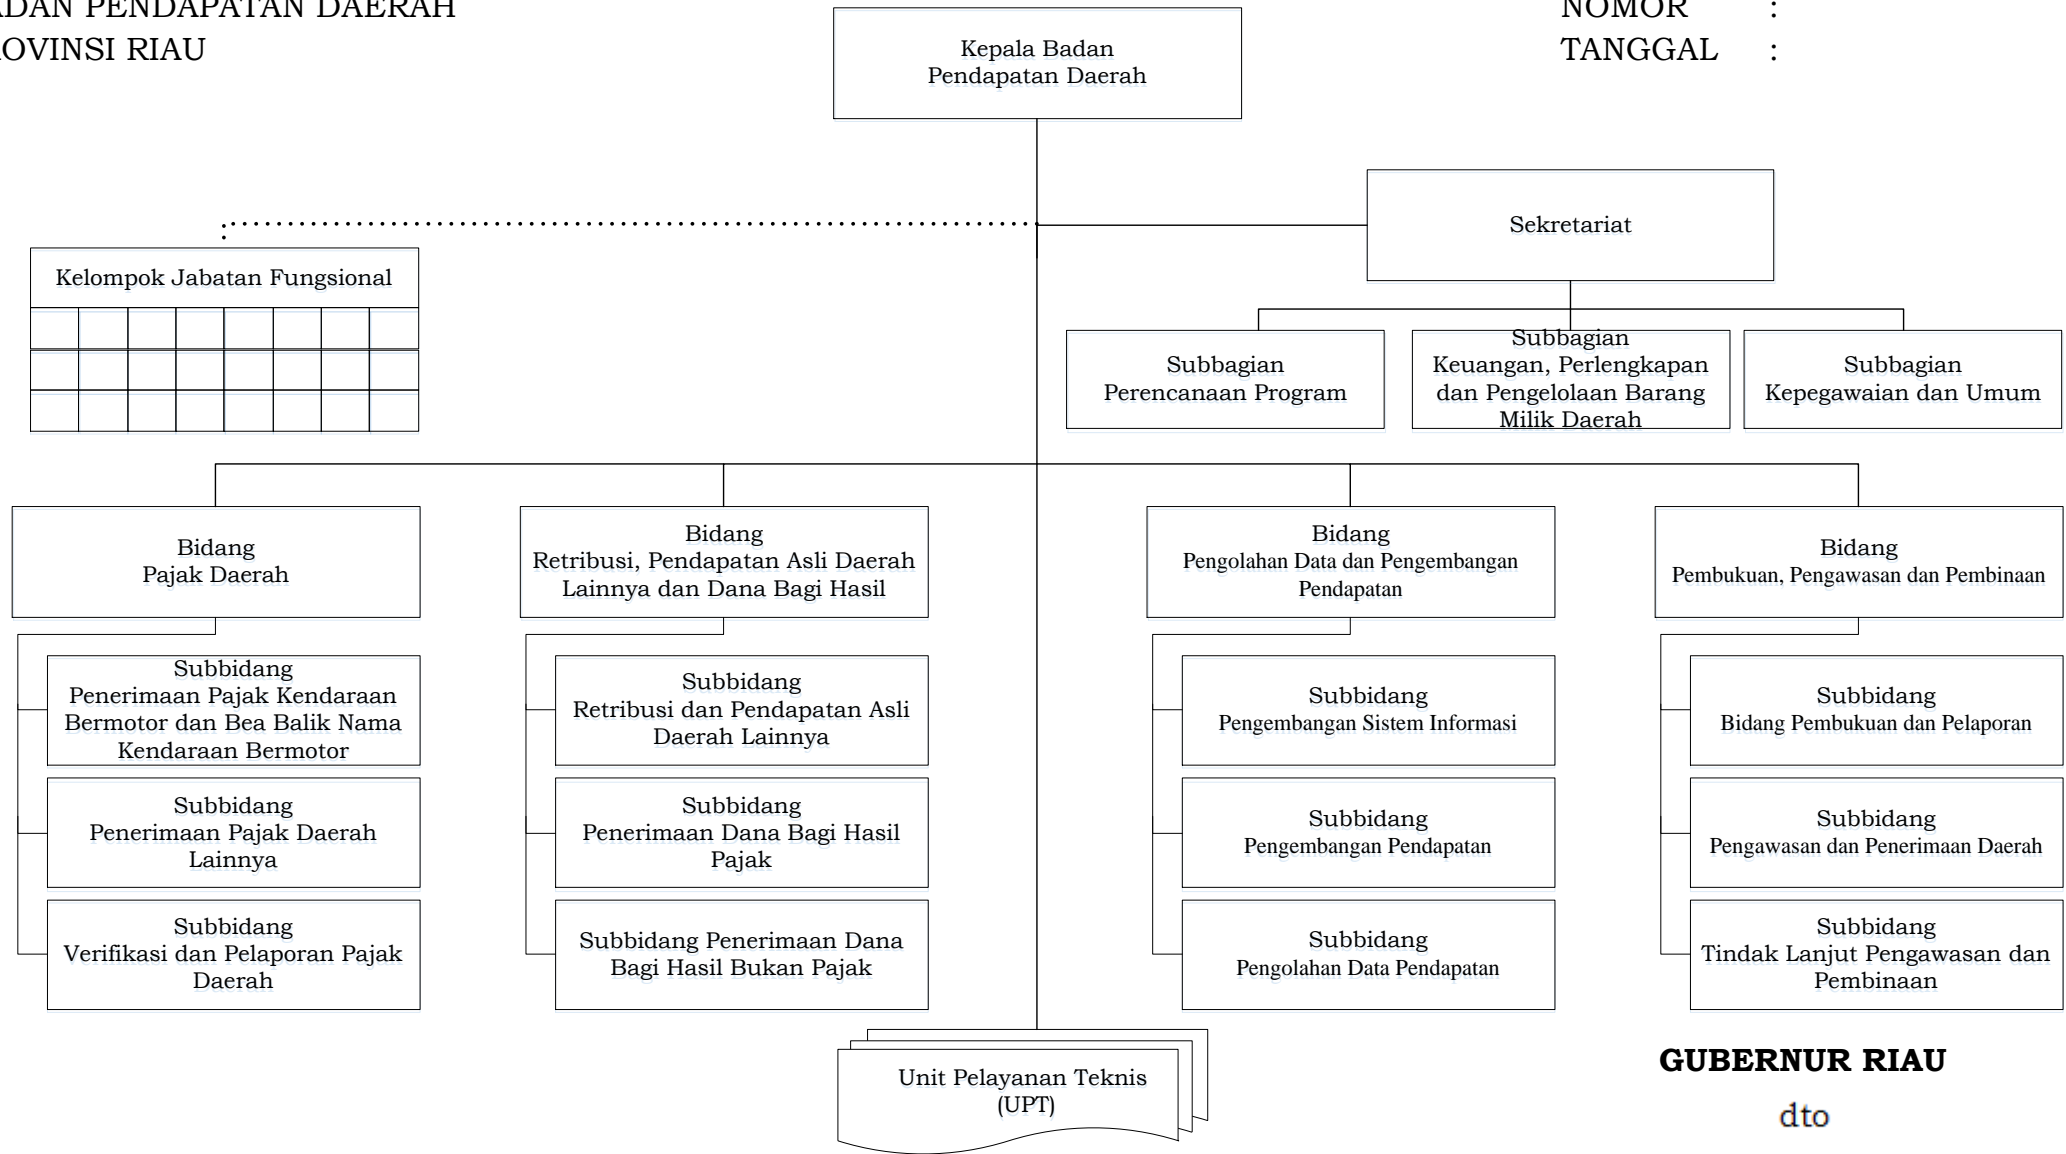 ADAN PENDAPATAN DAERAH
ROVINSI RIAU
NOMOR :
TANGGAL :
Kepala Badan
Pendapatan Daerah
Sekretariat
Kelompok Jabatan Fungsional
Subbagian
Perencanaan Program
Subbagian
Keuangan, Perlengkapan
dan Pengelolaan Barang
Milik Daerah
Subbagian
Kepegawaian dan Umum
Bidang
Pajak Daerah
Bidang
Retribusi, Pendapatan Asli Daerah
Lainnya dan Dana Bagi Hasil
Bidang
Pengolahan Data dan Pengembangan
Pendapatan
Bidang
Pembukuan, Pengawasan dan Pembinaan
Subbidang
Penerimaan Pajak Kendaraan
Bermotor dan Bea Balik Nama
Kendaraan Bermotor
Subbidang
Penerimaan Pajak Daerah
Lainnya
Subbidang
Verifikasi dan Pelaporan Pajak
Daerah
Subbidang
Retribusi dan Pendapatan Asli
Daerah Lainnya
Subbidang
Penerimaan Dana Bagi Hasil
Pajak
Subbidang Penerimaan Dana
Bagi Hasil Bukan Pajak
Subbidang
Pengembangan Sistem Informasi
Subbidang
Pengembangan Pendapatan
Subbidang
Pengolahan Data Pendapatan
Subbidang
Bidang Pembukuan dan Pelaporan
Subbidang
Pengawasan dan Penerimaan Daerah
Subbidang
Tindak Lanjut Pengawasan dan
Pembinaan
Unit Pelayanan Teknis
(UPT)
GUBERNUR RIAU
dto